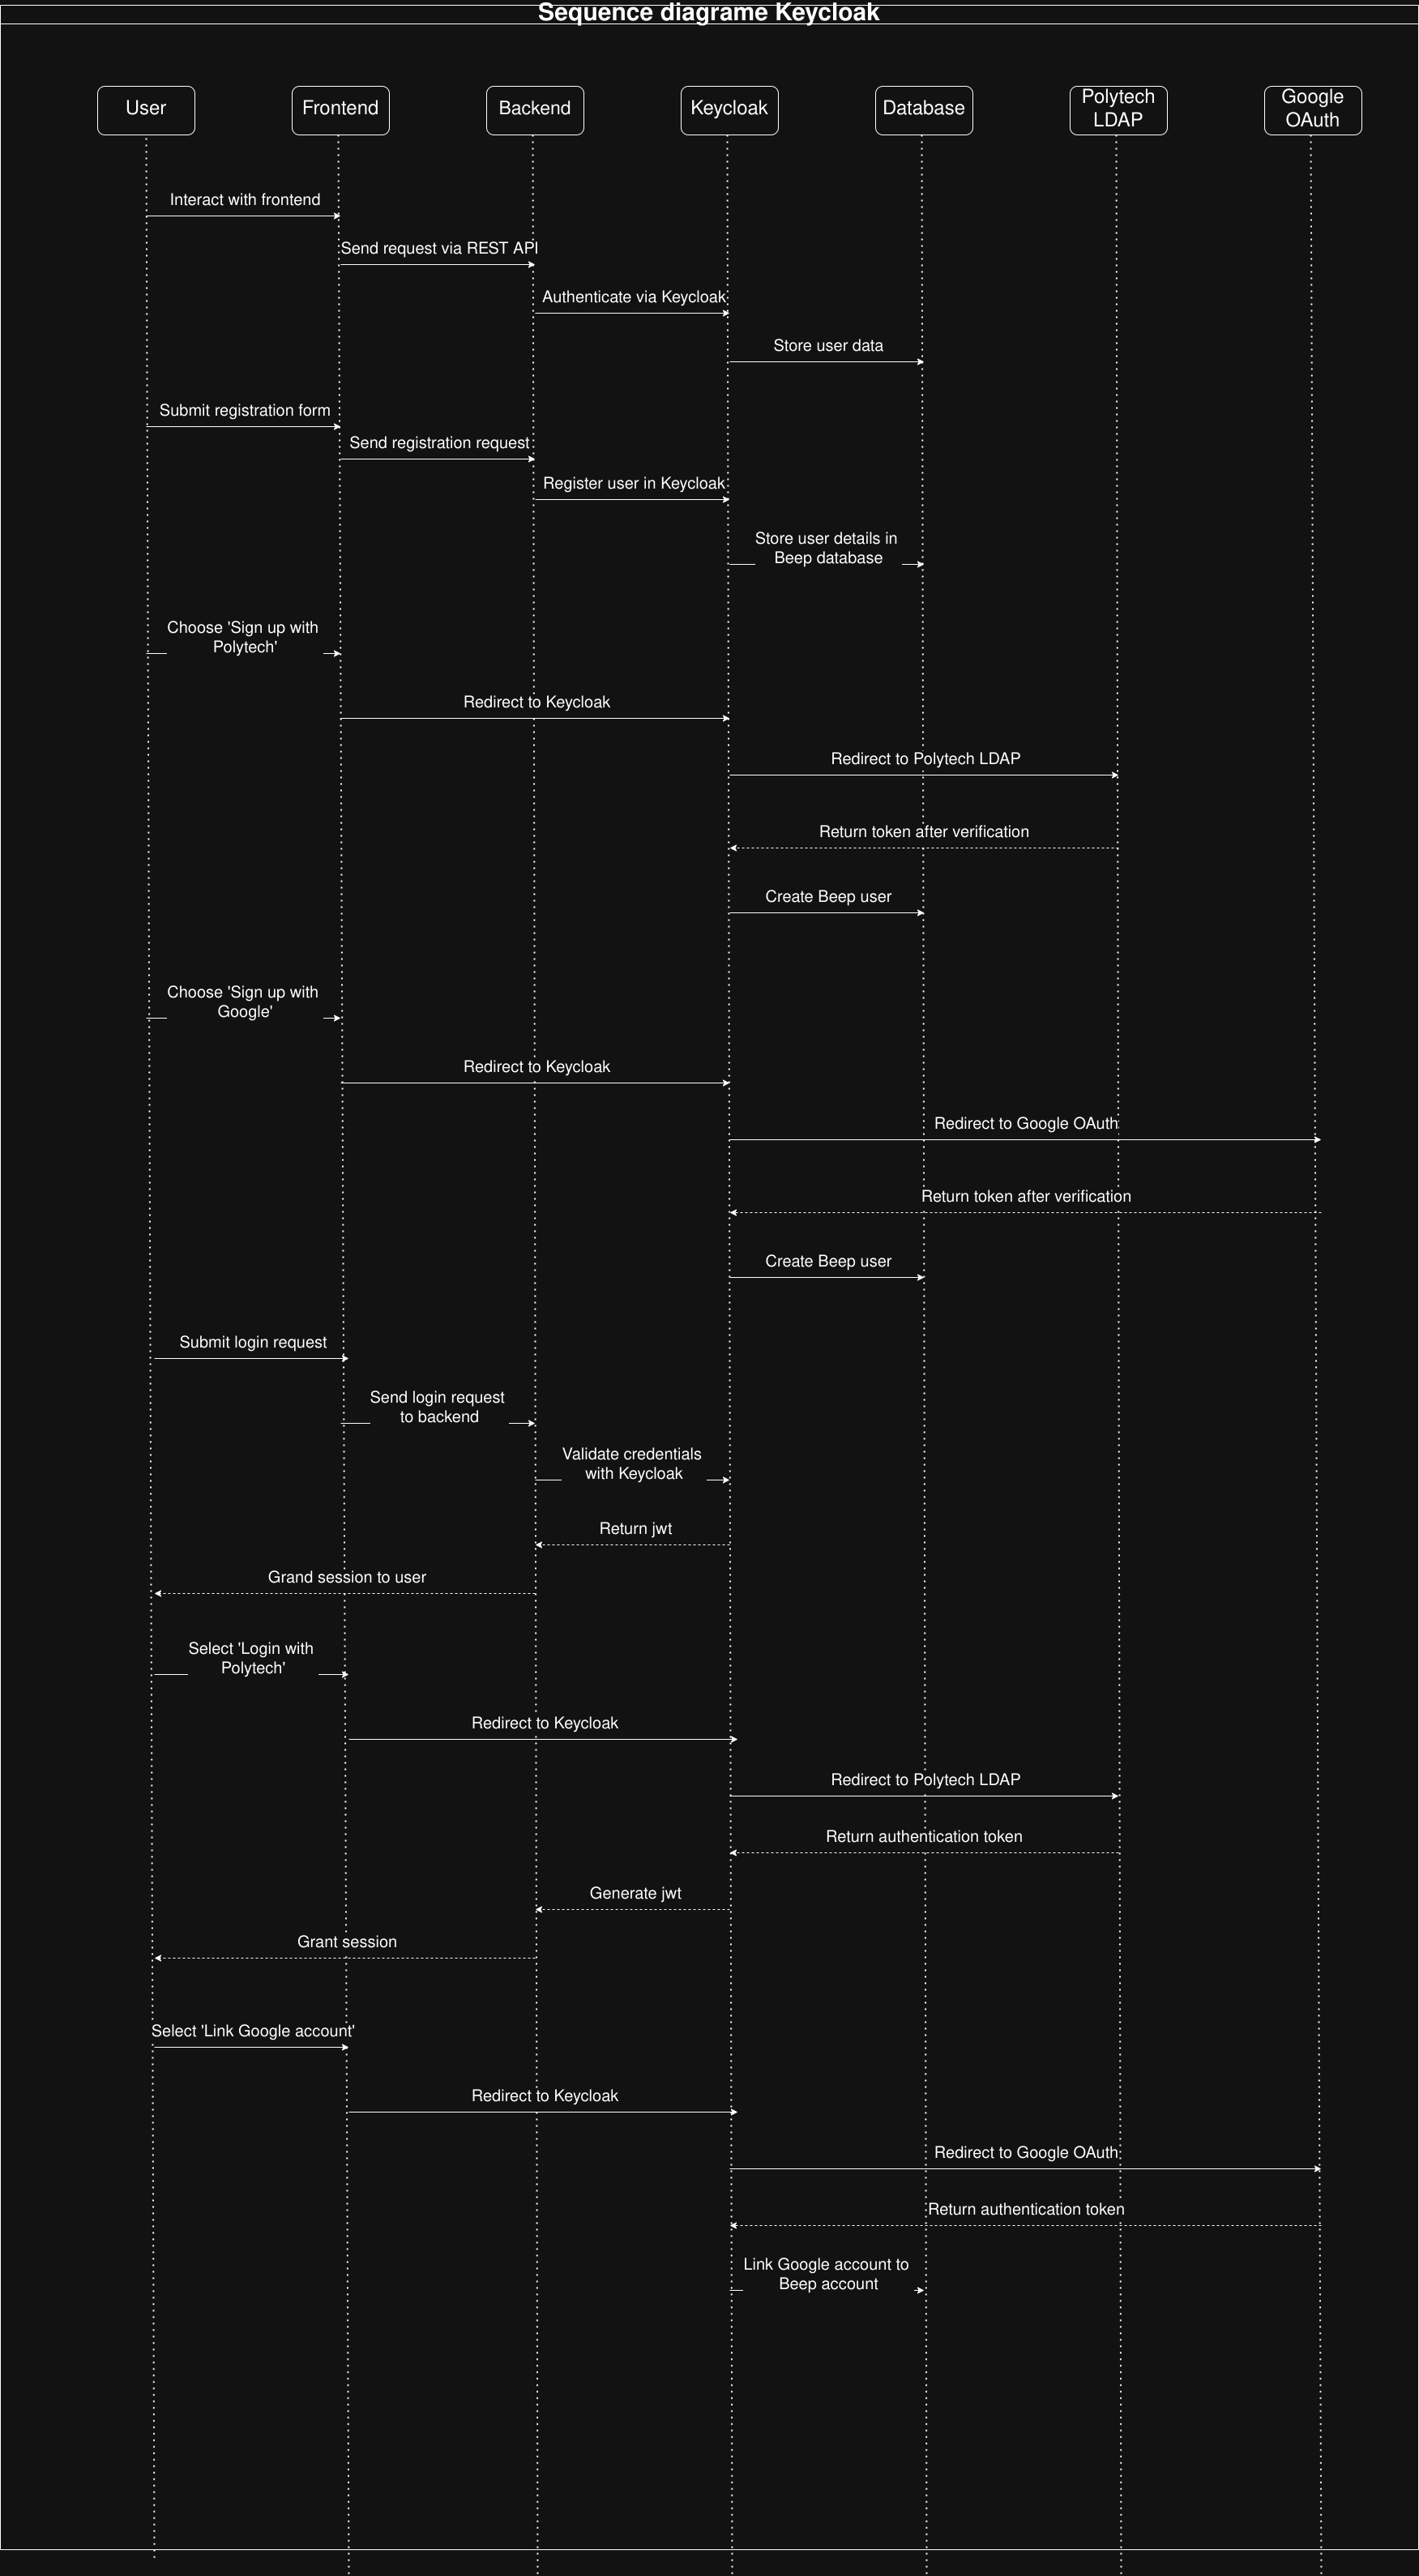 Sequence diagrame Keycloak
User
Frontend
Backend
Keycloak
Database
Polytech
LDAP
Google
OAuth
Interact with frontend
Send request via REST API
Authenticate via Keycloak
Store user data
Submit registration form
Send registration request
Register user in Keycloak
Store user details in
Beep database
Choose 'Sign up with
Polytech'
Redirect to Keycloak
Redirect to Polytech LDAP
Return token after verification
Create Beep user
Choose 'Sign up with
Google'
Redirect to Keycloak
Redirect to Google OAuth
Return token after verification
Create Beep user
Submit login request
Send login request
to backend
Validate credentials
with Keycloak
Return jwt
Grand session to user
Select 'Login with
Polytech'
Redirect to Keycloak
Redirect to Polytech LDAP
Return authentication token
Generate jwt
Grant session
Select 'Link Google account'
Redirect to Keycloak
Redirect to Google OAuth
Return authentication token
Link Google account to
Beep account